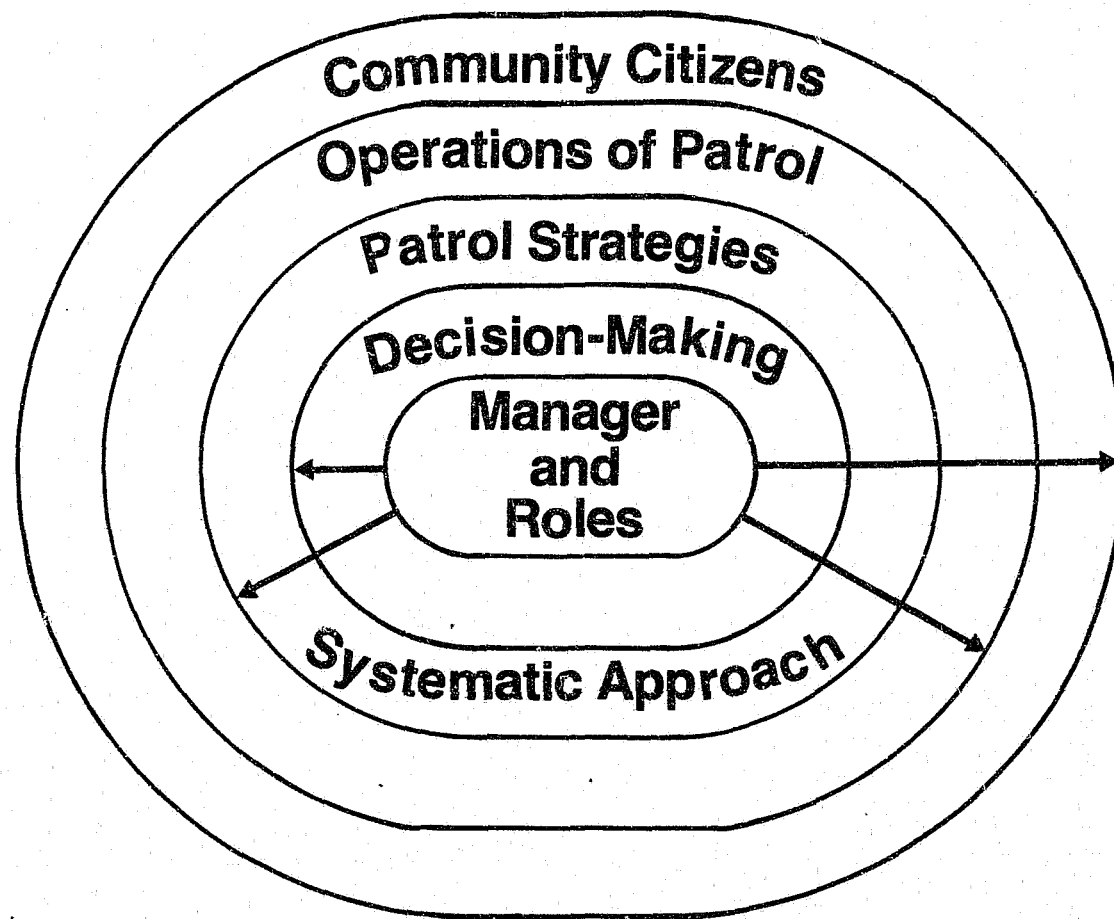 Community Citizens
Operations of Patrol
Patrol Strategies
Decision-Making
Manager
and
Roles
Systematic Approach